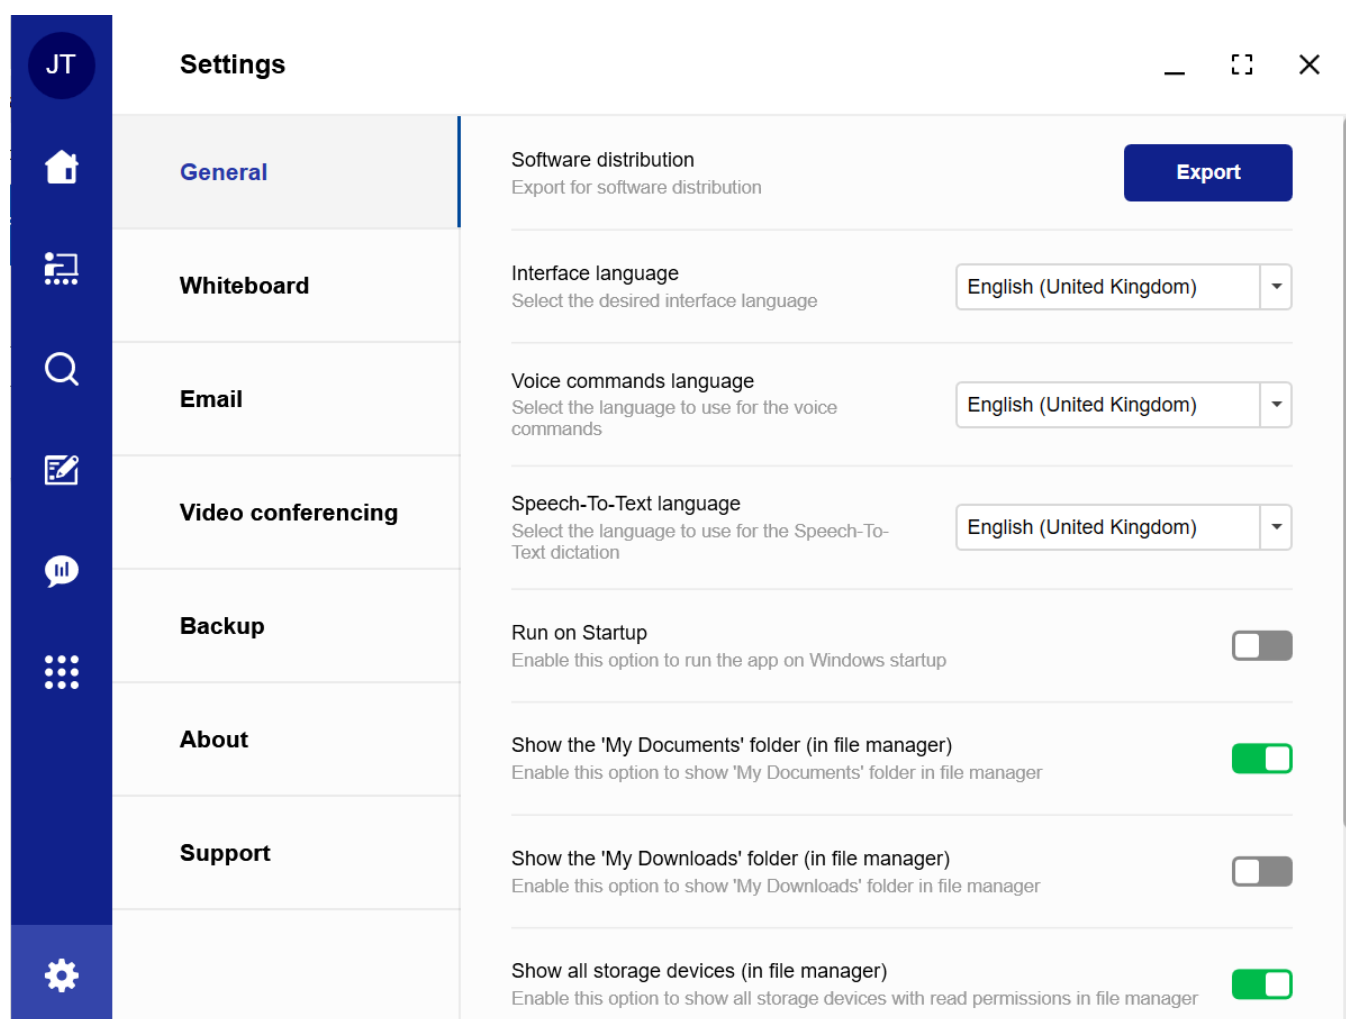 JT
Settings
General
Whiteboard
Email
Video conferencing
Backup
About
Support
Software distribution
Export for software distribution
Export
Interface language
Select the desired interface language
English (United Kingdom)
Voice commands language
Select the language to use for the voice
commands
English (United Kingdom)
Speech-To-Text language
Select the language to use for the Speech-To-
Text dictation
English (United Kingdom)
Run on Startup
Enable this option to run the app on Windows startup
Show the 'My Documents' folder (in file manager)
Enable this option to show 'My Documents' folder in file manager
Show the 'My Downloads' folder (in file manager)
Enable this option to show 'My Downloads' folder in file manager
Show all storage devices (in file manager)
Enable this option to show all storage devices with read permissions in file manager